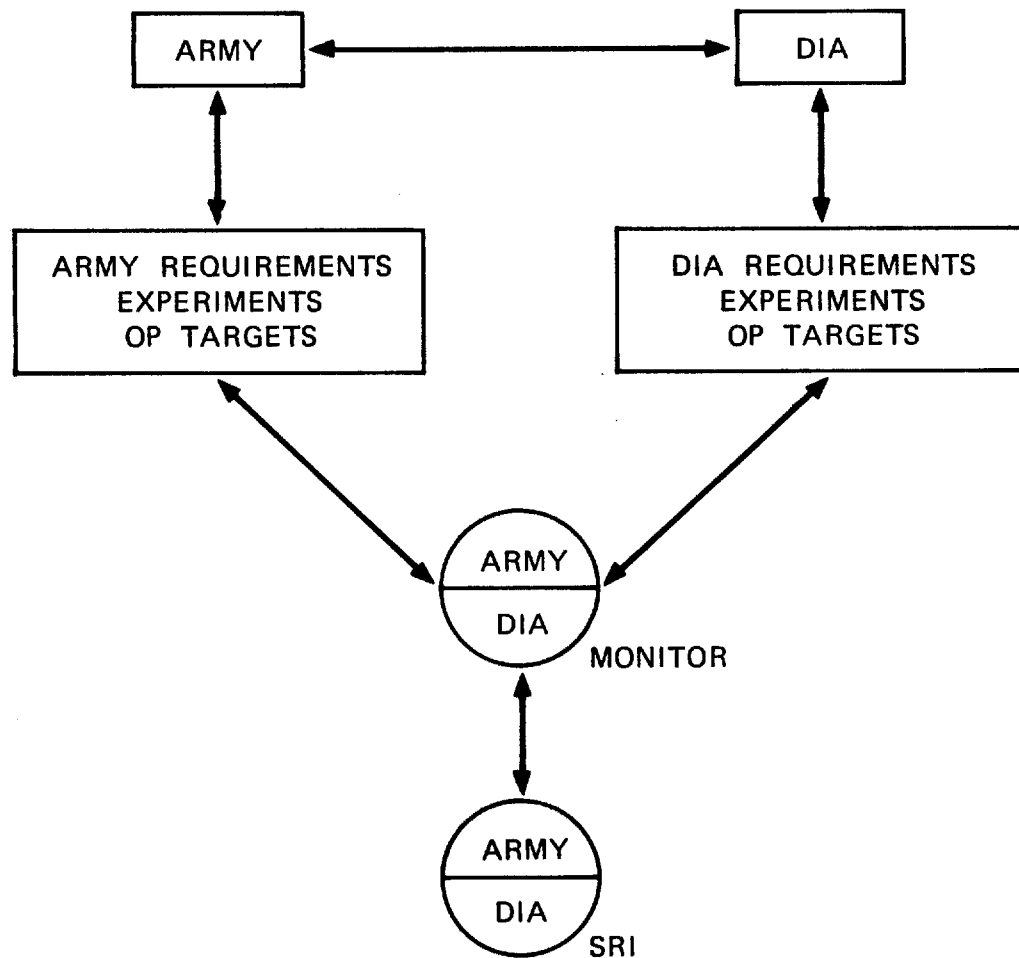 ARMY
DIA
ARMY REQUIREMENTS
EXPERIMENTS
OP TARGETS
DIA REQUIREMENTS
EXPERIMENTS
OP TARGETS
ARMY
DIA
MONITOR
ARMY
DIA
SRI